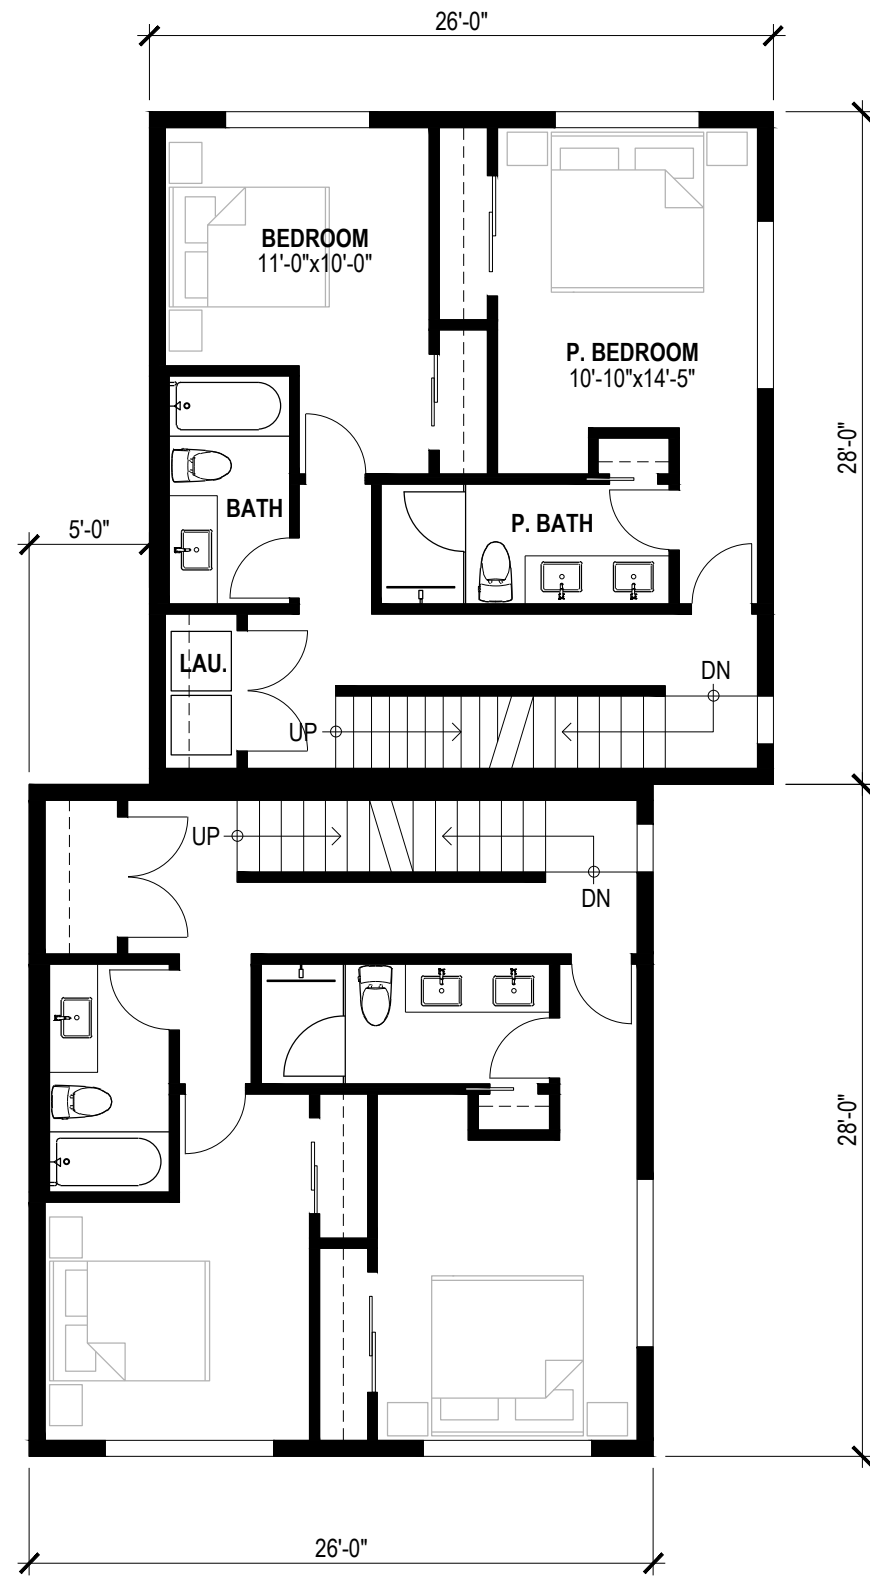 26'-0"
BEDROOM
11'-0"x10'-0"
P. BEDROOM
10'-10"x14'-5"
28'-0"
BATH
P. BATH
5'-0"
LAU.
DN
UP
UP
DN
28'-0"
26'-0"